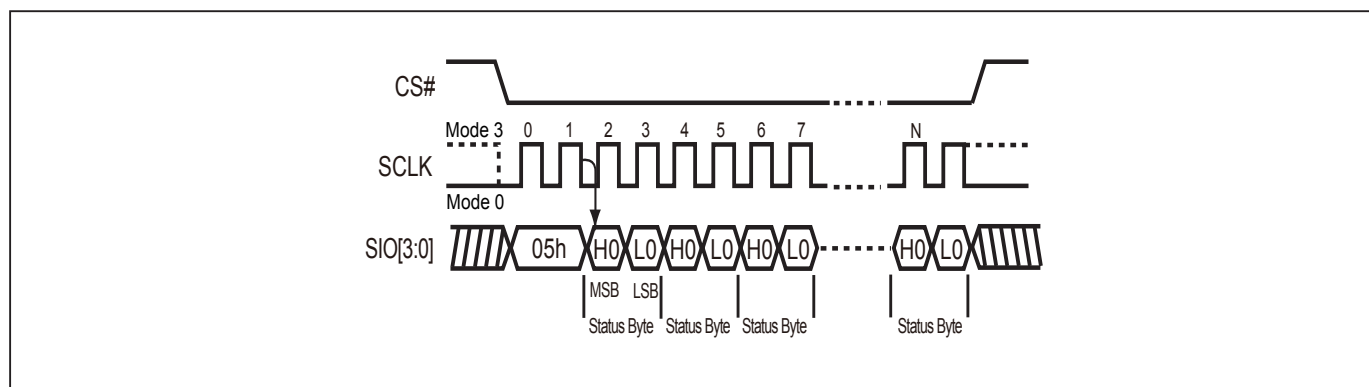 CS#
Mode 3 0 1 2 3 4 5 6 7 N
SCLK
Mode 0
SIO[3:0] 05h H0 L0 H0 L0 H0 L0 H0 L0
MSB LSB
Status Byte Status Byte Status Byte Status Byte